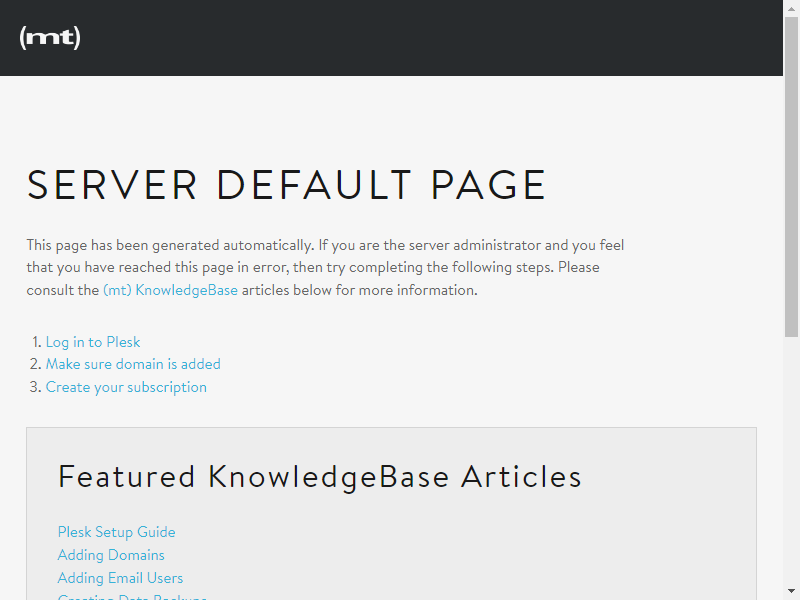 (mt)
SERVER DEFAULT PAGE
This page has been generated automatically. If you are the server administrator and you feel
that you have reached this page in error, then try completing the following steps. Please
consult the (mt) KnowledgeBase articles below for more information.
1. Log in to Plesk
2. Make sure domain is added
3. Create your subscription
Featured KnowledgeBase Articles
Plesk Setup Guide
Adding Domains
Adding Email Users
Creating Data Backups